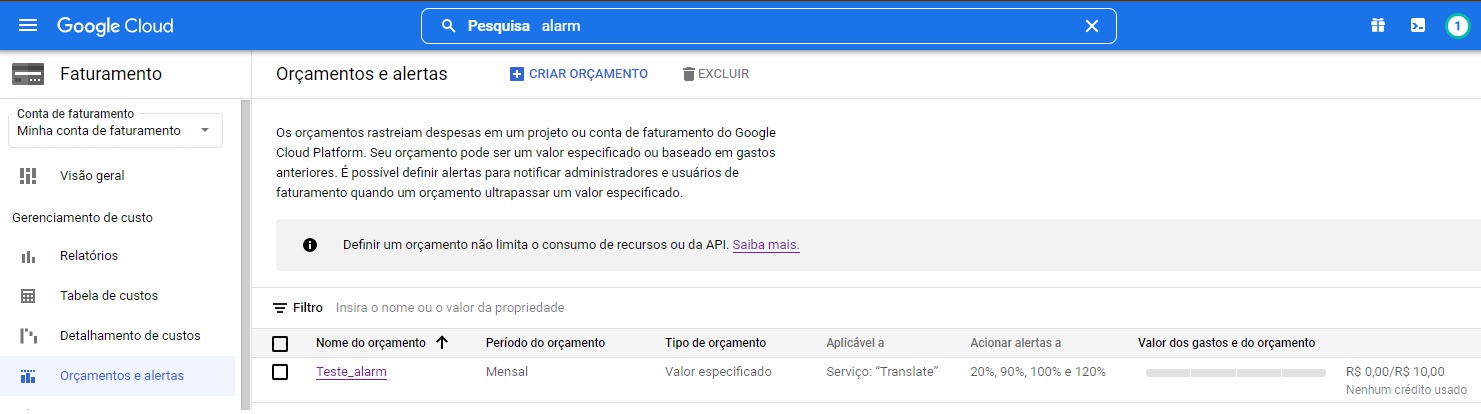 Google Cloud
Pesquisa alarm
1
Faturamento
Conta de faturamento
Minha conta de faturamento
Visão geral
Gerenciamento de custo
Relatórios
Tabela de custos
Detalhamento de custos
Orçamentos e alertas
Orçamentos e alertas
CRIAR ORÇAMENTO
EXCLUIR
Os orçamentos rastreiam despesas em um projeto ou conta de faturamento do Google
Cloud Platform. Seu orçamento pode ser um valor especificado ou baseado em gastos
anteriores. É possível definir alertas para notificar administradores e usuários de
faturamento quando um orçamento ultrapassar um valor especificado.
Definir um orçamento não limita o consumo de recursos ou da API. Saiba mais.
Filtro Insira o nome ou o valor da propriedade
Nome do orçamento Período do orçamento Tipo de orçamento Aplicável a Acionar alertas a Valor dos gastos e do orçamento
Teste_alarm Mensal Valor especificado Serviço: “Translate” 20%, 90%, 100% e 120% R$ 0,00/R$ 10,00
Nenhum crédito usado